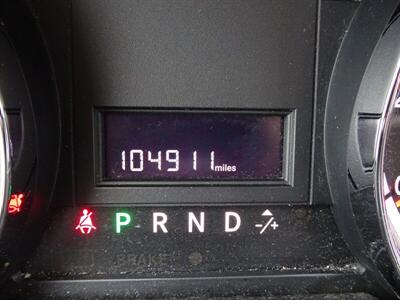 104911 miles
P R N D -/+
BRAKE